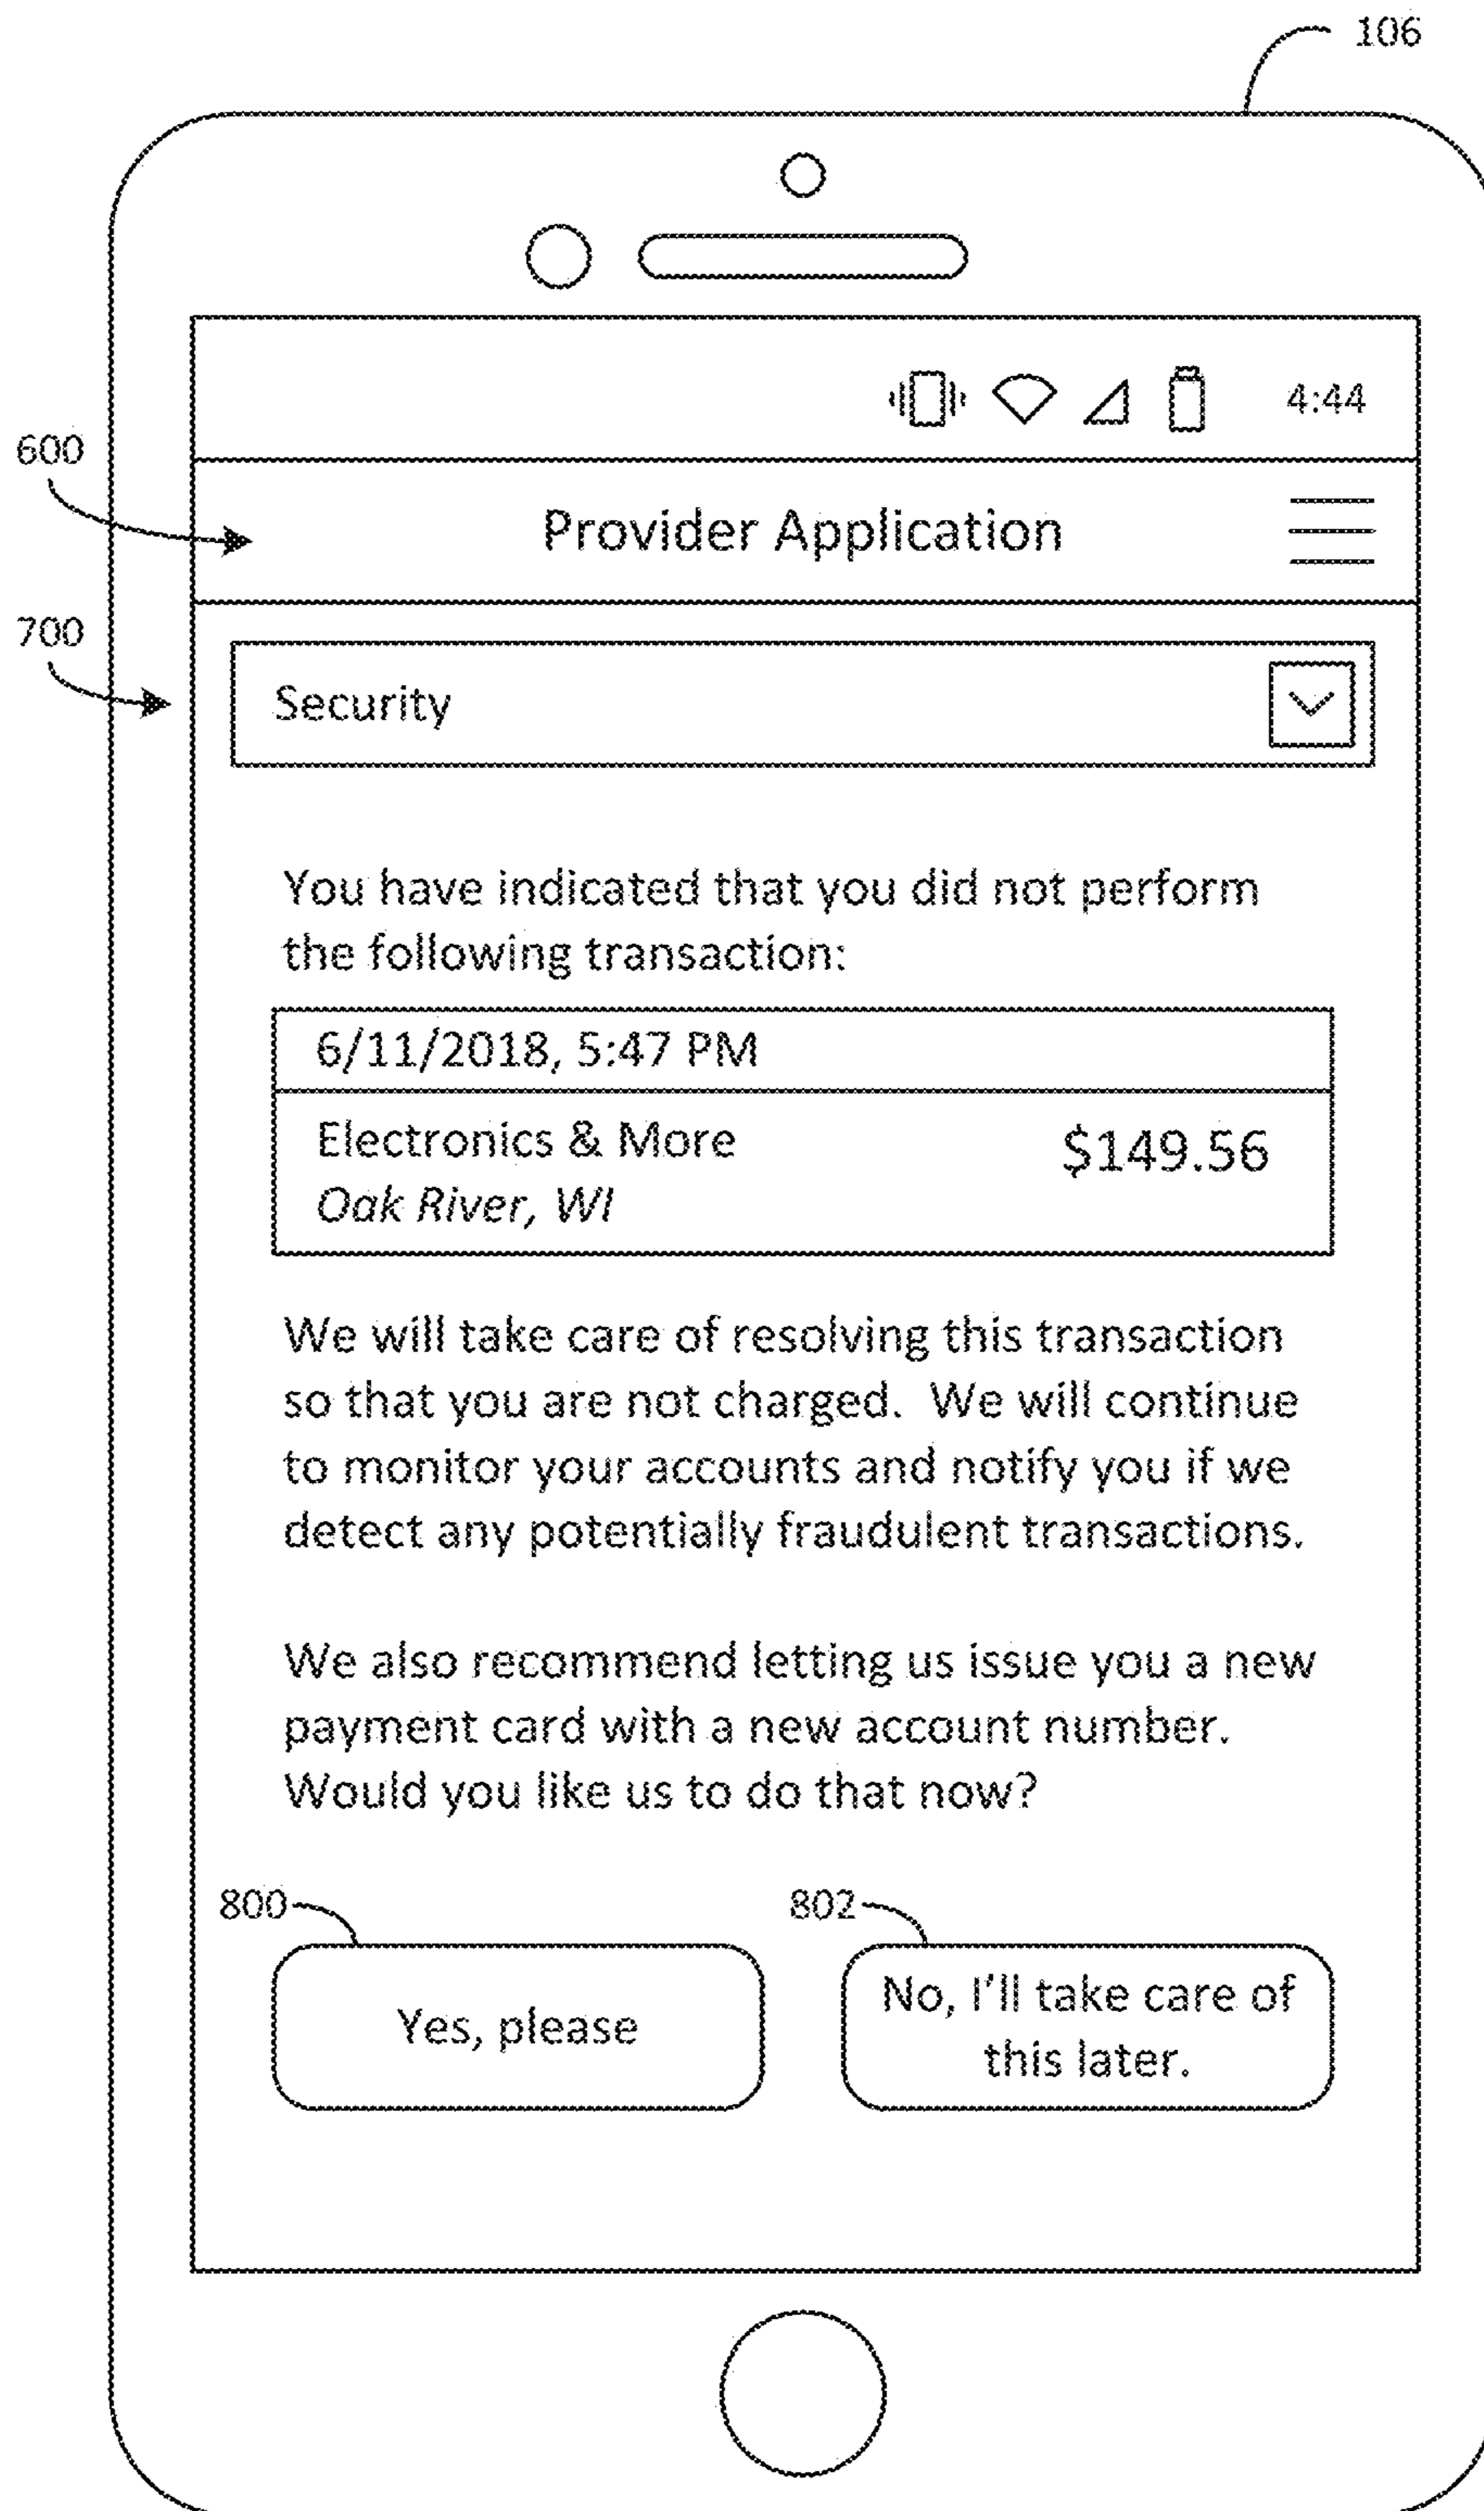 106
4:44
600
Provider Application
700
Security
You have indicated that you did not perform
the following transaction:
6/11/2018, 5:47 PM
Electronics & More
$149.56
Oak River, WI
We will take care of resolving this transaction
so that you are not charged.  We will continue
to monitor your accounts and notify you if we
detect any potentially fraudulent transactions.
We also recommend letting us issue you a new
payment card with a new account number.
Would you like us to do that now?
800
802
Yes, please
No, I'll take care of
this later.